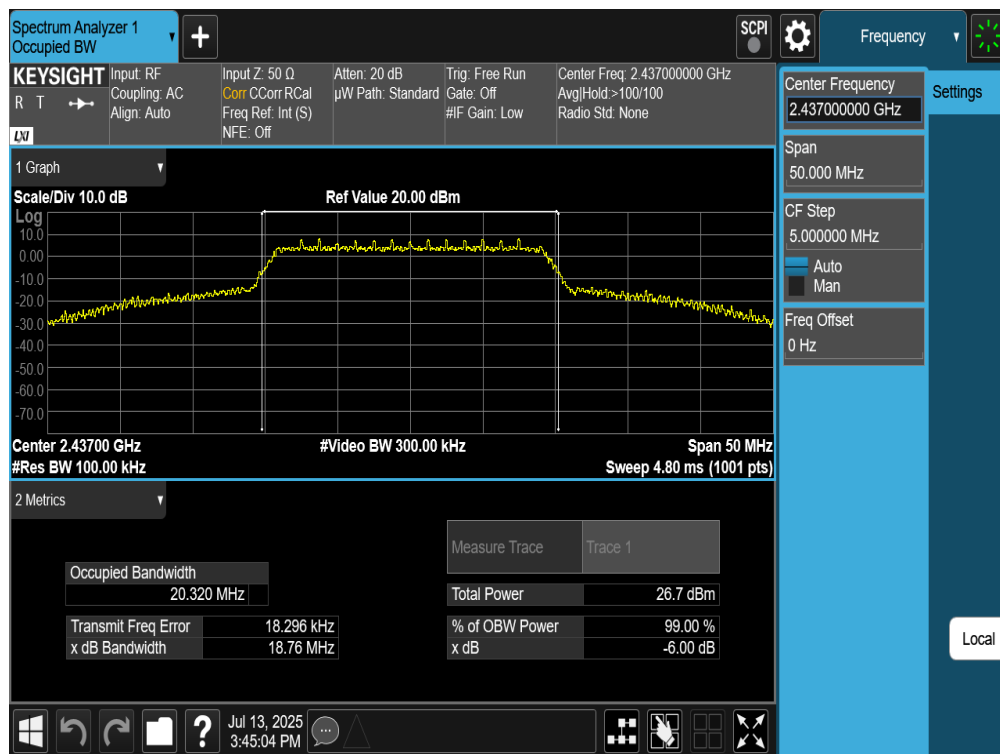 Spectrum Analyzer 1
Occupied BW
+
SCPI
Frequency
KEYSIGHT
R T
LXI
Input: RF
Coupling: AC
Align: Auto
Input Z: 50 Ω
Corr CCorr RCal
Freq Ref: Int (S)
NFE: Off
Atten: 20 dB
µW Path: Standard
Trig: Free Run
Gate: Off
#IF Gain: Low
Center Freq: 2.437000000 GHz
Avg|Hold:>100/100
Radio Std: None
Center Frequency
2.437000000 GHz
Settings
Span
50.000 MHz
CF Step
5.000000 MHz
Auto
Man
Freq Offset
0 Hz
1 Graph
Scale/Div 10.0 dB
Ref Value 20.00 dBm
Log
10.0
0.00
-10.0
-20.0
-30.0
-40.0
-50.0
-60.0
-70.0
Center 2.43700 GHz
#Video BW 300.00 kHz
Span 50 MHz
#Res BW 100.00 kHz
Sweep 4.80 ms (1001 pts)
2 Metrics
Measure Trace
Trace 1
Occupied Bandwidth
20.320 MHz
Total Power
26.7 dBm
Transmit Freq Error
18.296 kHz
% of OBW Power
99.00 %
x dB Bandwidth
18.76 MHz
x dB
-6.00 dB
Local
?
Jul 13, 2025
3:45:04 PM